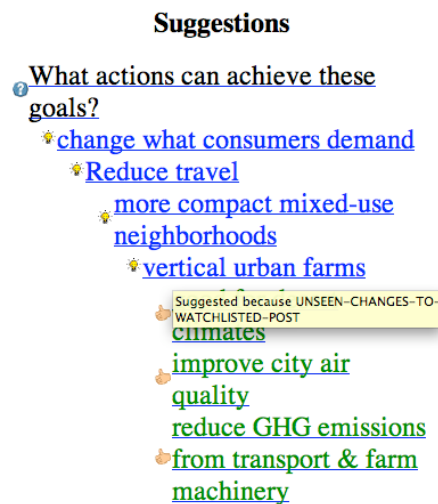 Suggestions
What actions can achieve these
goals?
change what consumers demand
Reduce travel
more compact mixed-use
neighborhoods
vertical urban farms
Suggested because UNSEEN-CHANGES-TO-
WATCHLISTED-POST
climates
improve city air
quality
reduce GHG emissions
from transport & farm
machinery